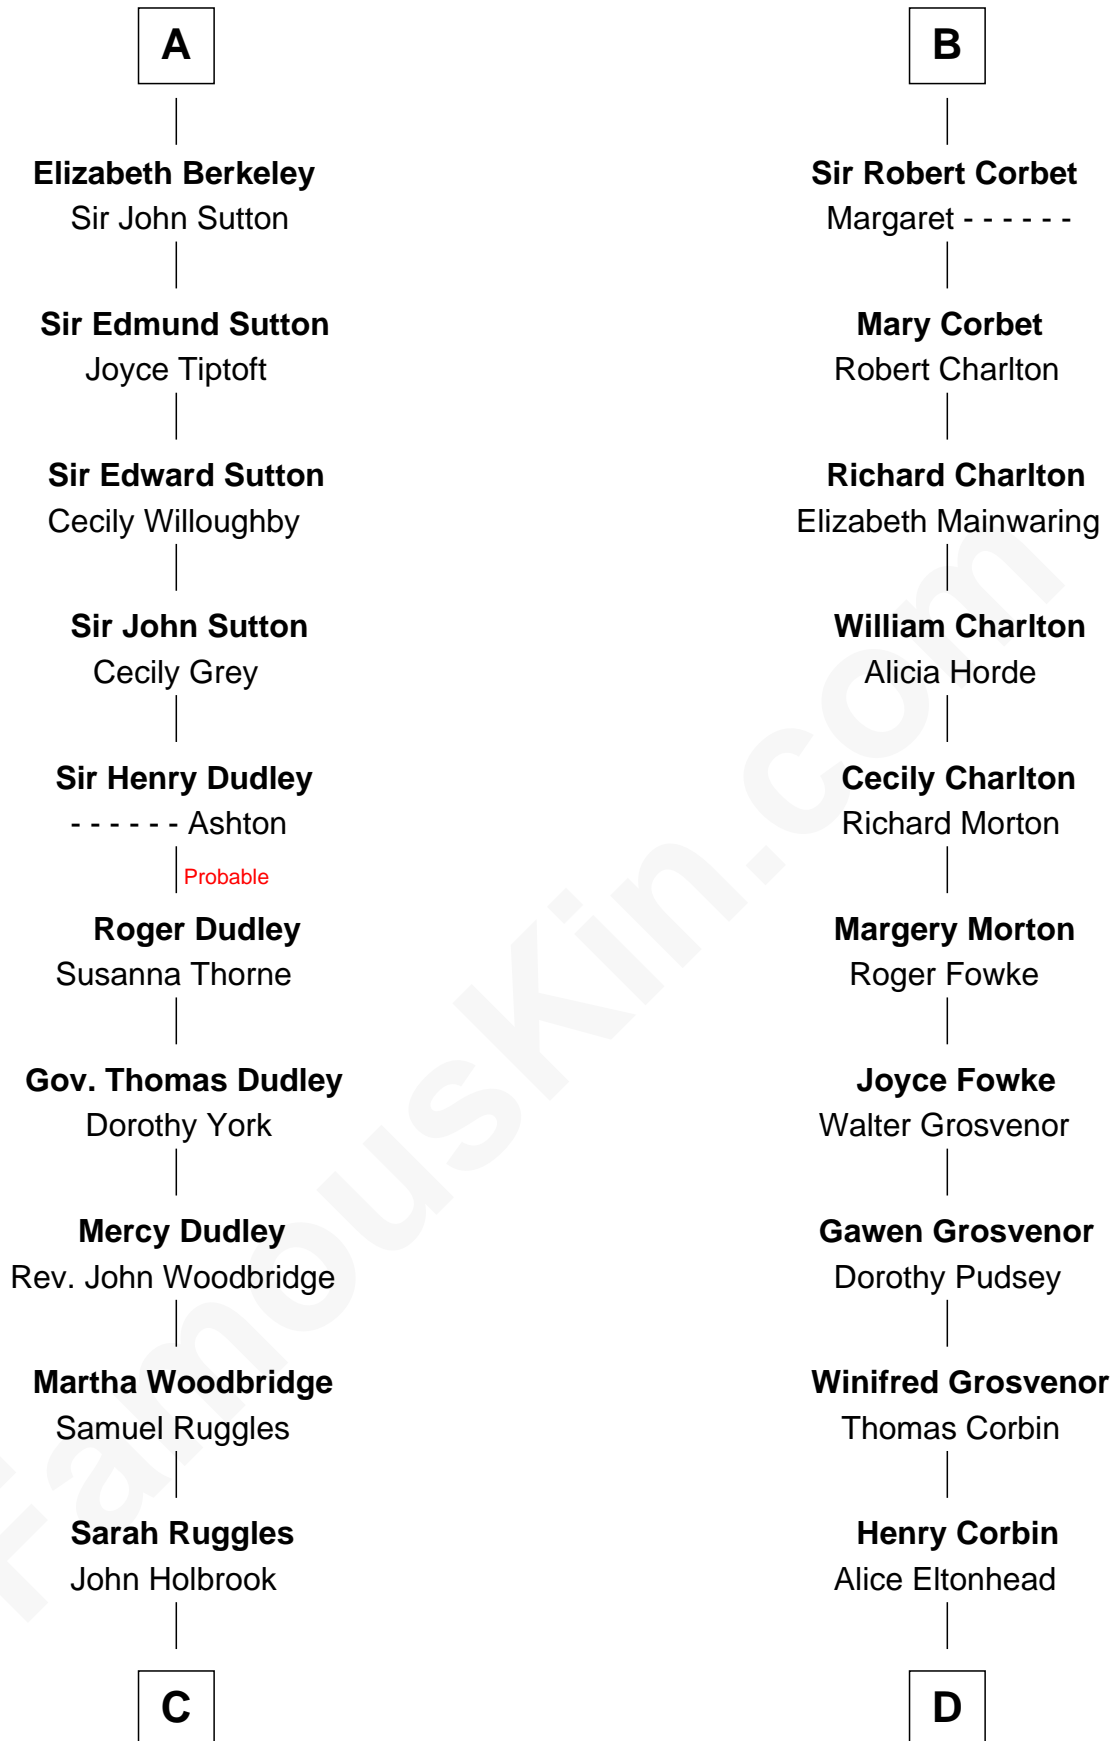 A
Elizabeth Berkeley
Sir John Sutton
Sir Edmund Sutton
Joyce Tiptoft
Sir Edward Sutton
Cecily Willoughby
Sir John Sutton
Cecily Grey
Sir Henry Dudley
- - - - - - Ashton
Probable
Roger Dudley
Susanna Thorne
Gov. Thomas Dudley
Dorothy York
Mercy Dudley
Rev. John Woodbridge
Martha Woodbridge
Samuel Ruggles
Sarah Ruggles
John Holbrook
C
B
Sir Robert Corbet
Margaret - - - - - -
Mary Corbet
Robert Charlton
Richard Charlton
Elizabeth Mainwaring
William Charlton
Alicia Horde
Cecily Charlton
Richard Morton
Margery Morton
Roger Fowke
Joyce Fowke
Walter Grosvenor
Gawen Grosvenor
Dorothy Pudsey
Winifred Grosvenor
Thomas Corbin
Henry Corbin
Alice Eltonhead
D
FamousKin.com